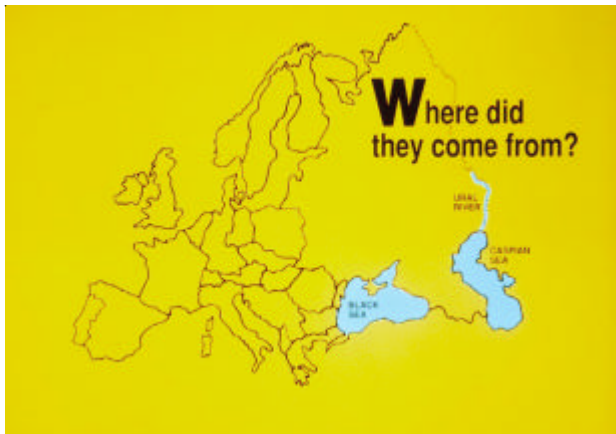 Where did
they come from?
URAL
RIVER
CASPIAN
SEA
BLACK
SEA